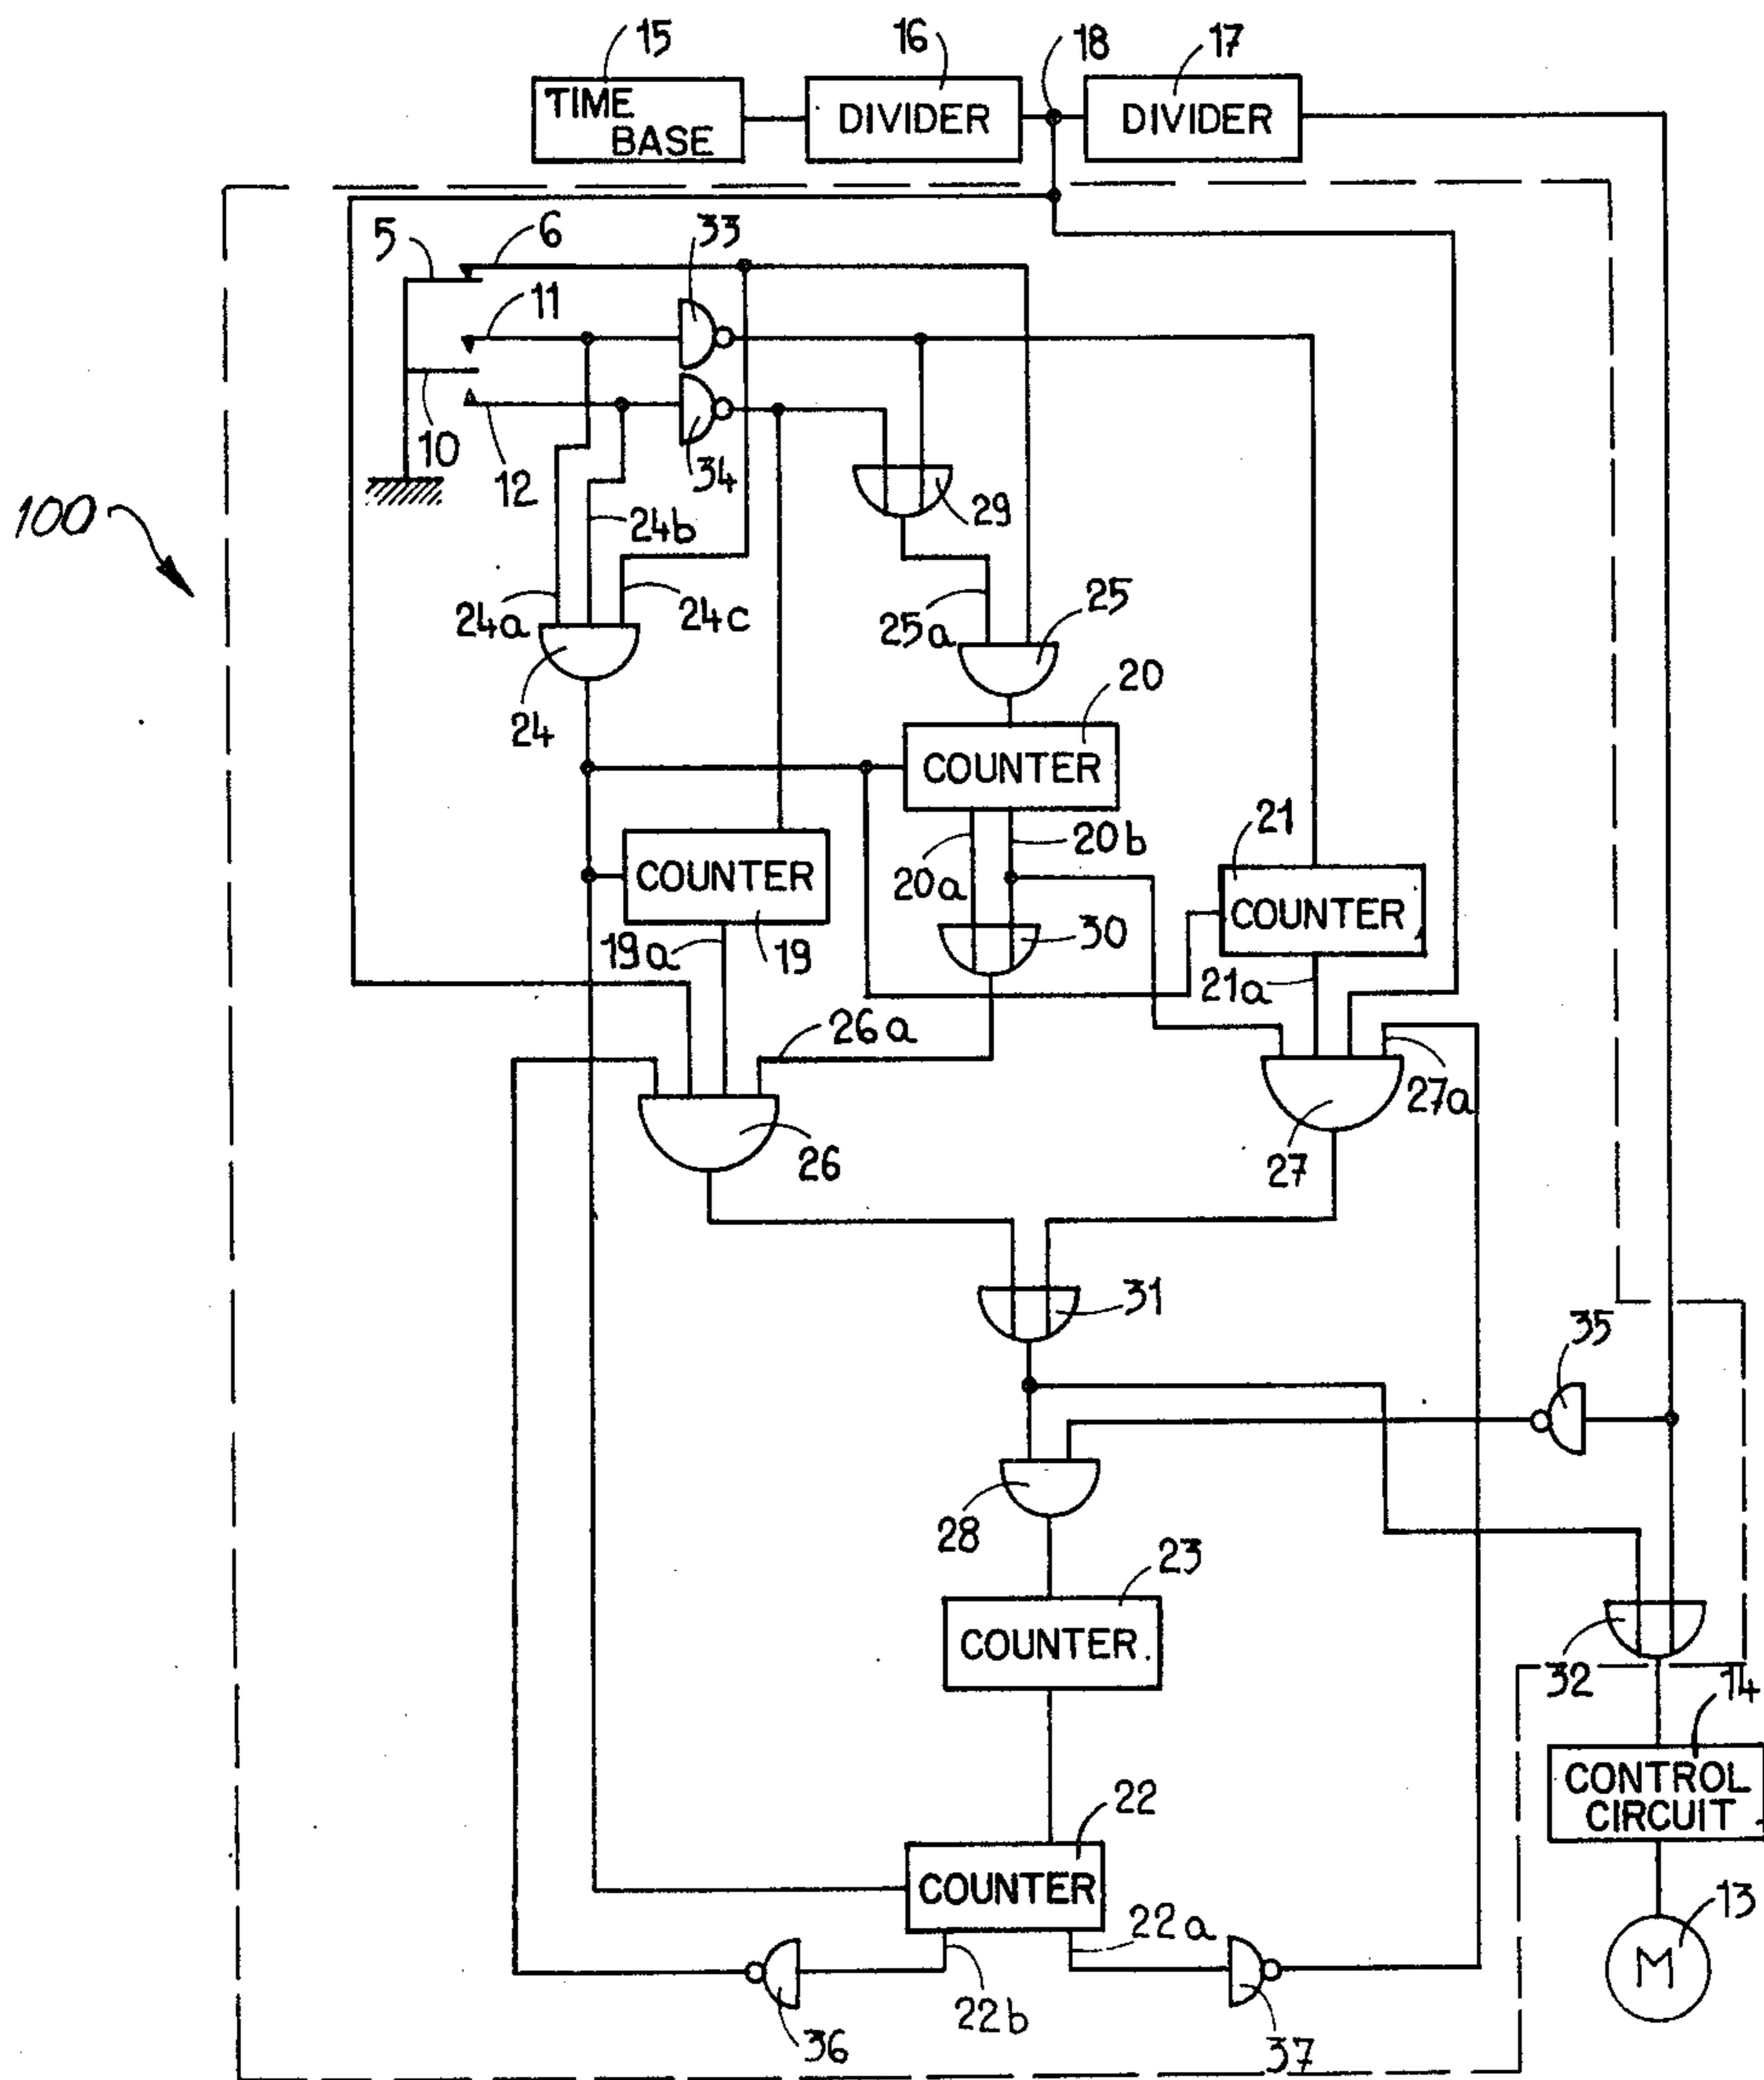 15
16
18
17
TIME
BASE
DIVIDER
DIVIDER
5
6
33
11
10
12
34
29
100
24b
24a
24c
25a
25
24
20
COUNTER
20b
21
COUNTER
20a
COUNTER
19a
19
30
21a
26a
27a
26
27
31
35
28
23
COUNTER.
32
14
CONTROL
CIRCUIT
22
COUNTER
22a
13
M
22b
36
37